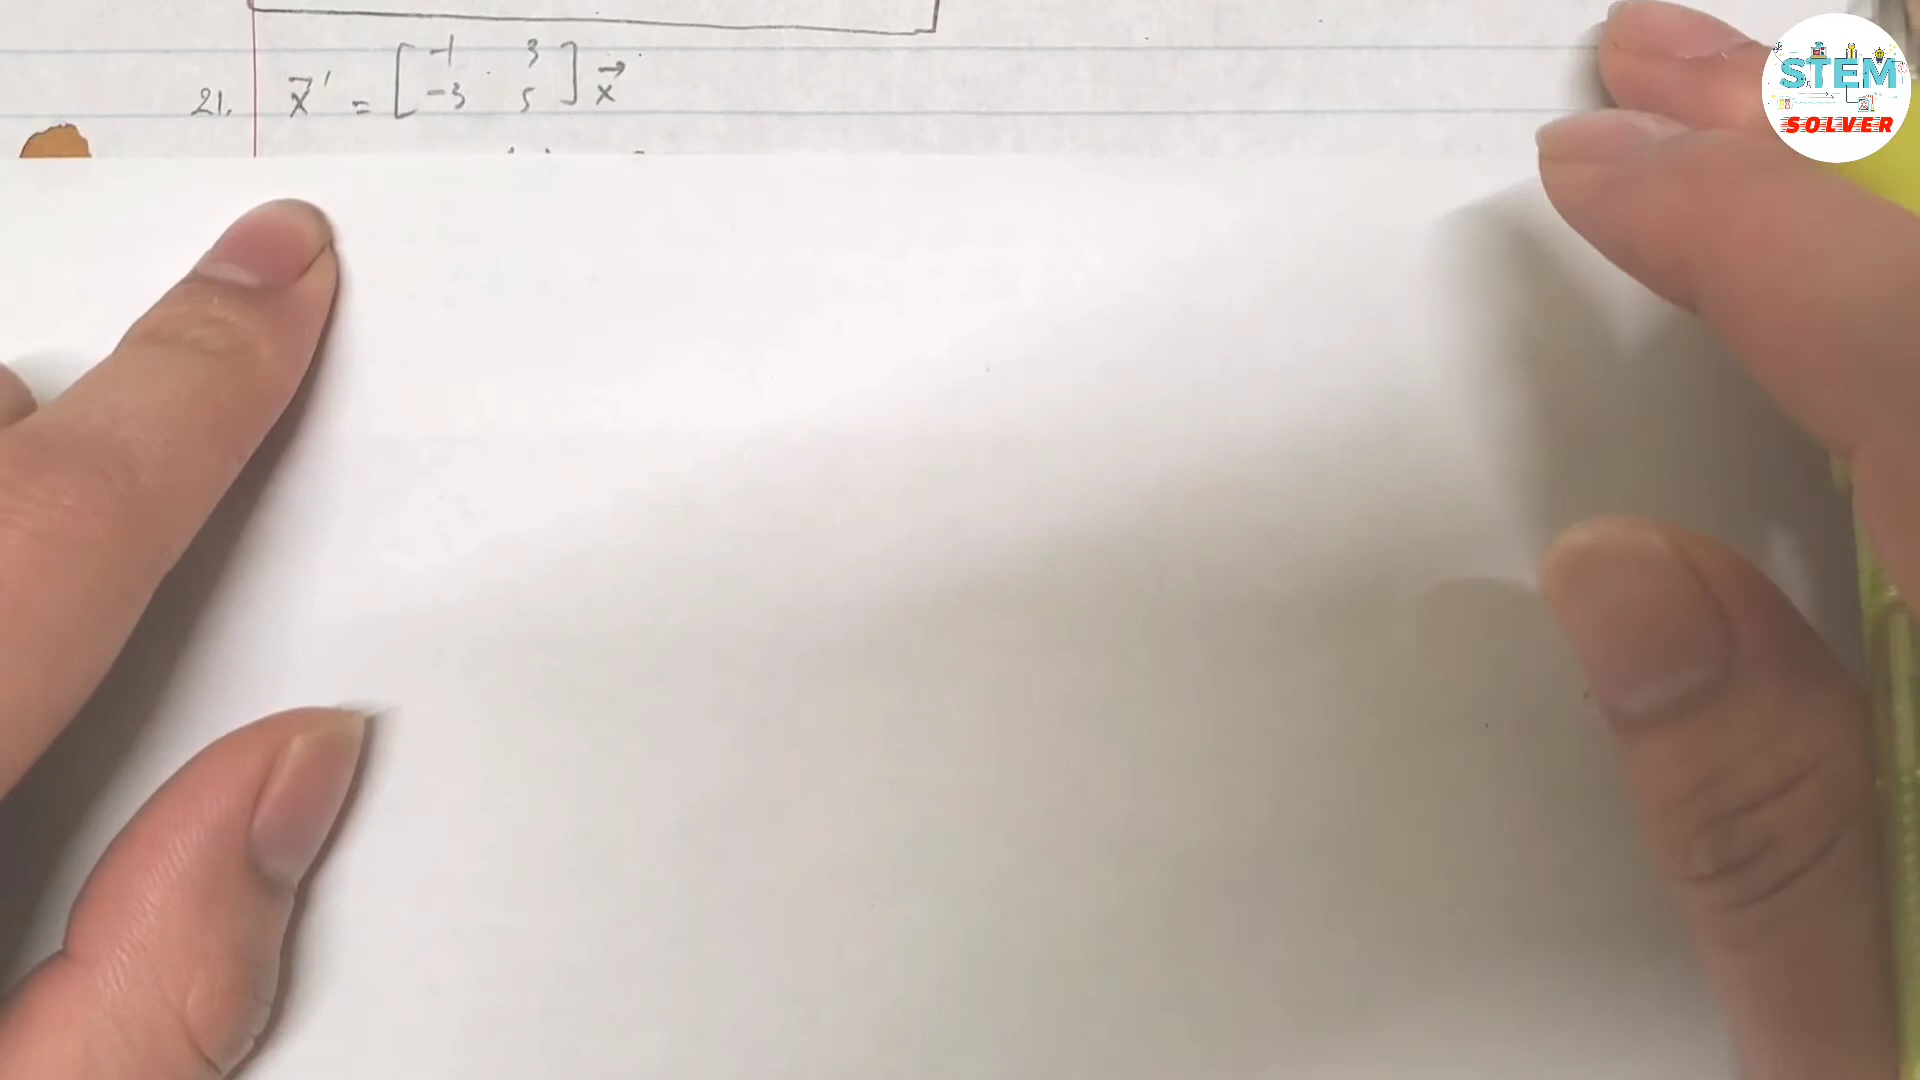 21. x⃗' = [ -1 3 ; -3 5 ] x⃗
STEM
SOLVER